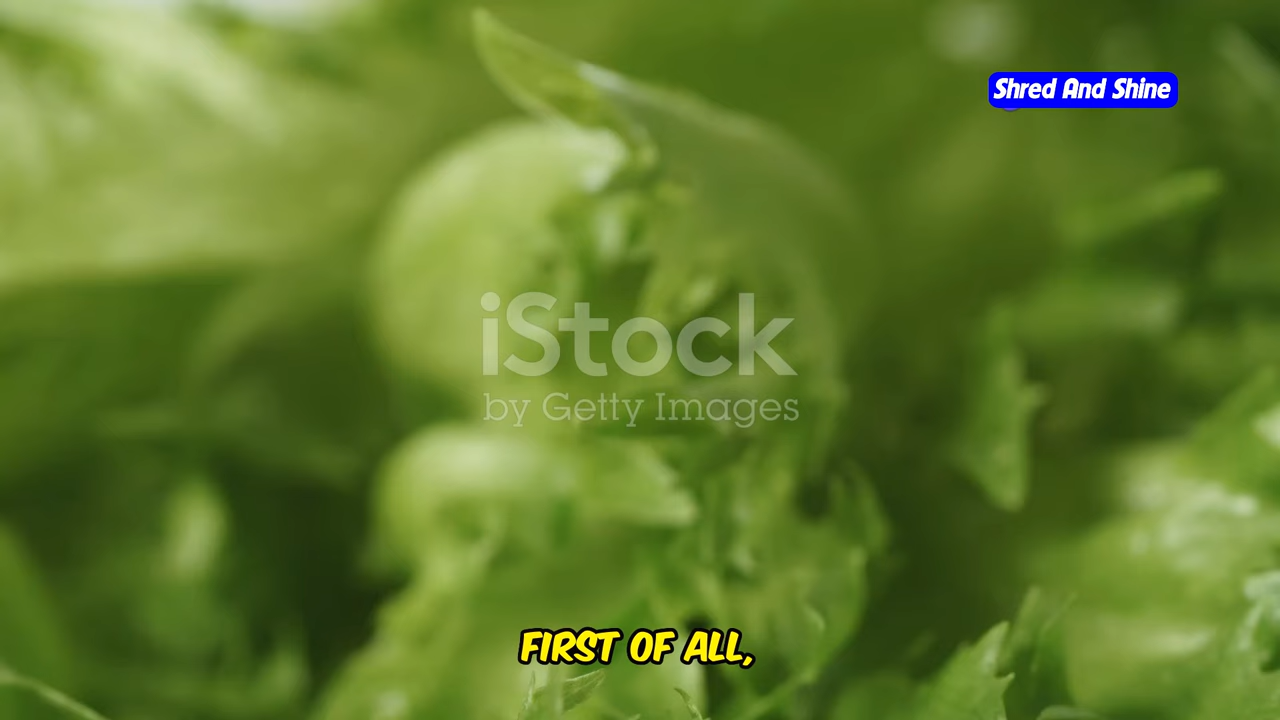 Shred And Shine
iStock
by Getty Images
FIRST OF ALL,